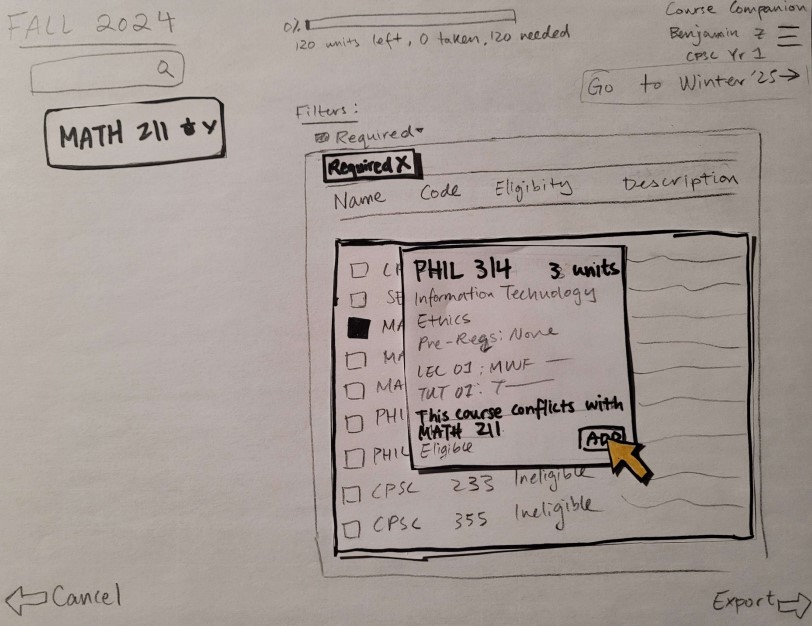 FALL 2024
MATH 211
0%
120 units left, 0 taken, 120 needed
Course Companion
Benjamin Z
CPSC Yr 1
Go to Winter '25
Filters:
Required
Required X
Name Code Eligibity Description
PHIL 314 3 units
Information Technology
Ethics
Pre-Reqs: None
LEC 01: MWF
TUT 01: T
This course conflicts with
MATH 211
Eligible
ADD
SE
MA
MA
MA
PHI
PHIL
CPSC 233 Ineligible
CPSC 355 Ineligible
Cancel
Export